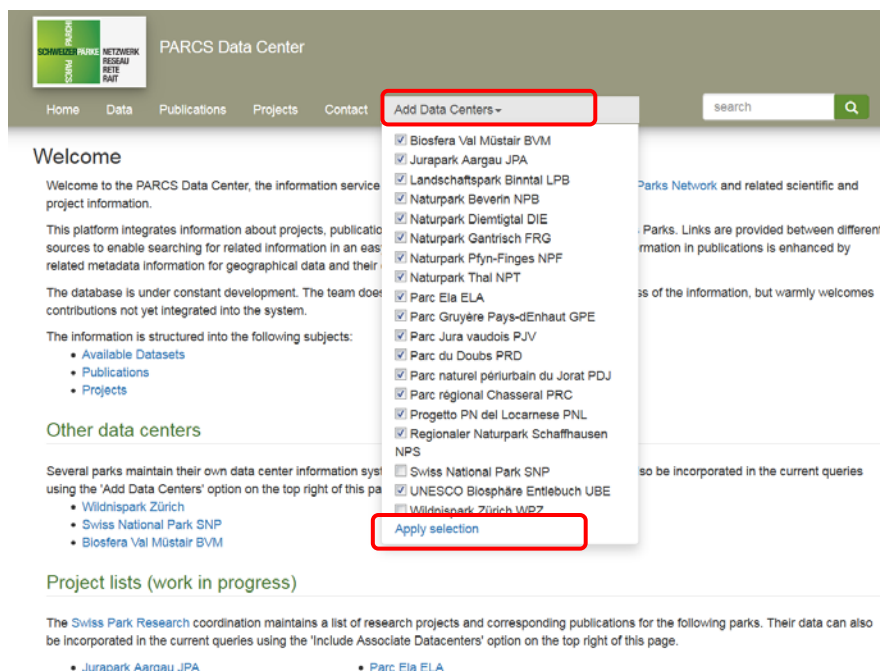 PARCHI
SCHWEIZER PÄRKE NETZWERK
RESEAU
RETE
RAIT
PARCS
PARCS Data Center
Home Data Publications Projects Contact Add Data Centers search
Biosfera Val Müstair BVM
Jurapark Aargau JPA
Landschaftspark Binntal LPB
Naturpark Beverin NPB
Naturpark Diemtigtal DIE
Naturpark Gantrisch FRG
Naturpark Pfyn-Finges NPF
Naturpark Thal NPT
Parc Ela ELA
Parc Gruyère Pays-dEnhaut GPE
Parc Jura vaudois PJV
Parc du Doubs PRD
Parc naturel périurbain du Jorat PDJ
Parc régional Chasseral PRC
Progetto PN del Locarnese PNL
Regionaler Naturpark Schaffhausen
NPS
Swiss National Park SNP
UNESCO Biosphäre Entlebuch UBE
Wildnispark Zürich WPZ
Apply selection
Welcome
Welcome to the PARCS Data Center, the information service Parks Network and related scientific and
project information.
This platform integrates information about projects, publicatio Parks. Links are provided between different
sources to enable searching for related information in an eas rmation in publications is enhanced by
related metadata information for geographical data and their
The database is under constant development. The team does ss of the information, but warmly welcomes
contributions not yet integrated into the system.
The information is structured into the following subjects:
• Available Datasets
• Publications
• Projects
Other data centers
Several parks maintain their own data center information syst so be incorporated in the current queries
using the 'Add Data Centers' option on the top right of this pa
• Wildnispark Zürich
• Swiss National Park SNP
• Biosfera Val Müstair BVM
Project lists (work in progress)
The Swiss Park Research coordination maintains a list of research projects and corresponding publications for the following parks. Their data can also
be incorporated in the current queries using the 'Include Associate Datacenters' option on the top right of this page.
• Jurapark Aargau JPA • Parc Ela ELA